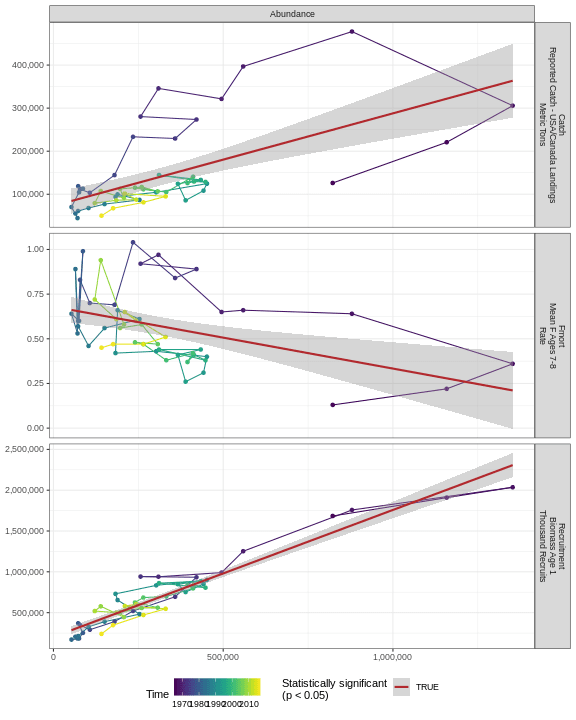 Abundance
400,000
300,000
200,000
100,000
Catch
Reported Catch - USA/Canada Landings
Metric Tons
1.00
0.75
0.50
0.25
0.00
Fmort
Mean F Ages 7-8
Rate
2,500,000
2,000,000
1,500,000
1,000,000
500,000
Recruitment
Biomass Age 1
Thousand Recruits
0 500,000 1,000,000
Time
1970 1980 1990 2000 2010
Statistically significant
(p < 0.05)
TRUE